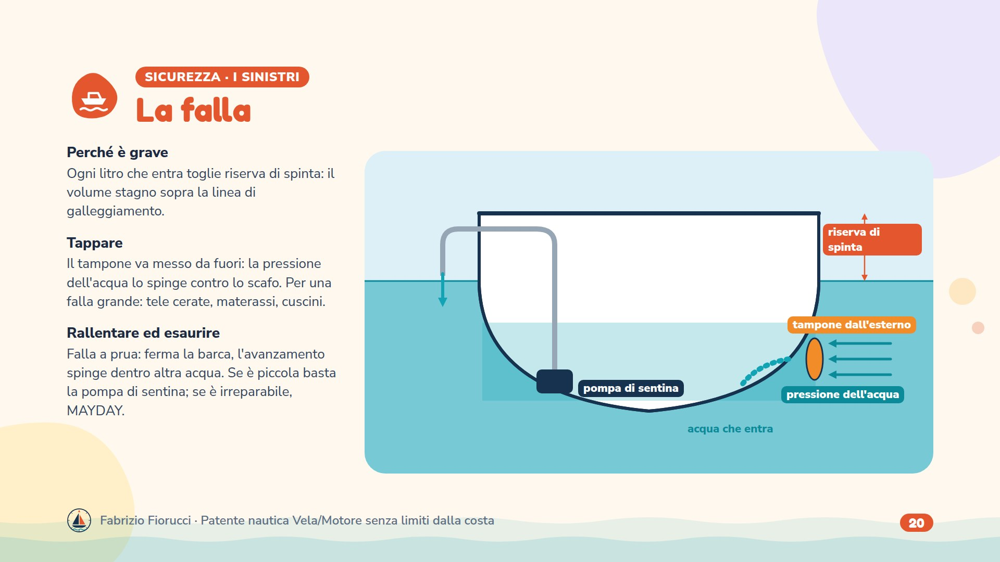 SICUREZZA · I SINISTRI
La falla
Perché è grave
Ogni litro che entra toglie riserva di spinta: il
volume stagno sopra la linea di
galleggiamento.
Tappare
Il tampone va messo da fuori: la pressione
dell'acqua lo spinge contro lo scafo. Per una
falla grande: tele cerate, materassi, cuscini.
Rallentare ed esaurire
Falla a prua: ferma la barca, l'avanzamento
spinge dentro altra acqua. Se è piccola basta
la pompa di sentina; se è irreparabile,
MAYDAY.
riserva di
spinta
tampone dall'esterno
pompa di sentina
pressione dell'acqua
acqua che entra
Fabrizio Fiorucci · Patente nautica Vela/Motore senza limiti dalla costa
20